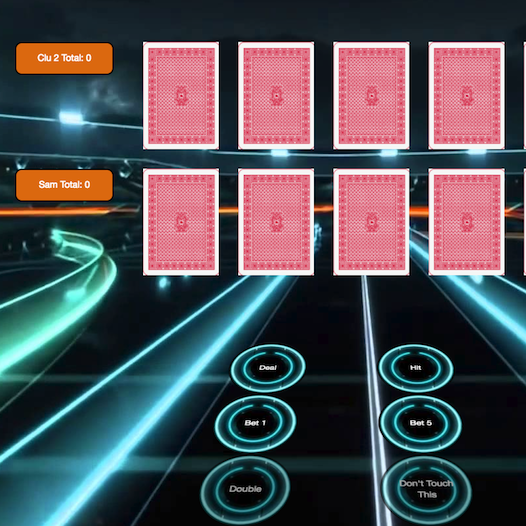 Clu 2 Total: 0
Sam Total: 0
Deal
Hit
Bet 1
Bet 5
Double
Don't Touch
This